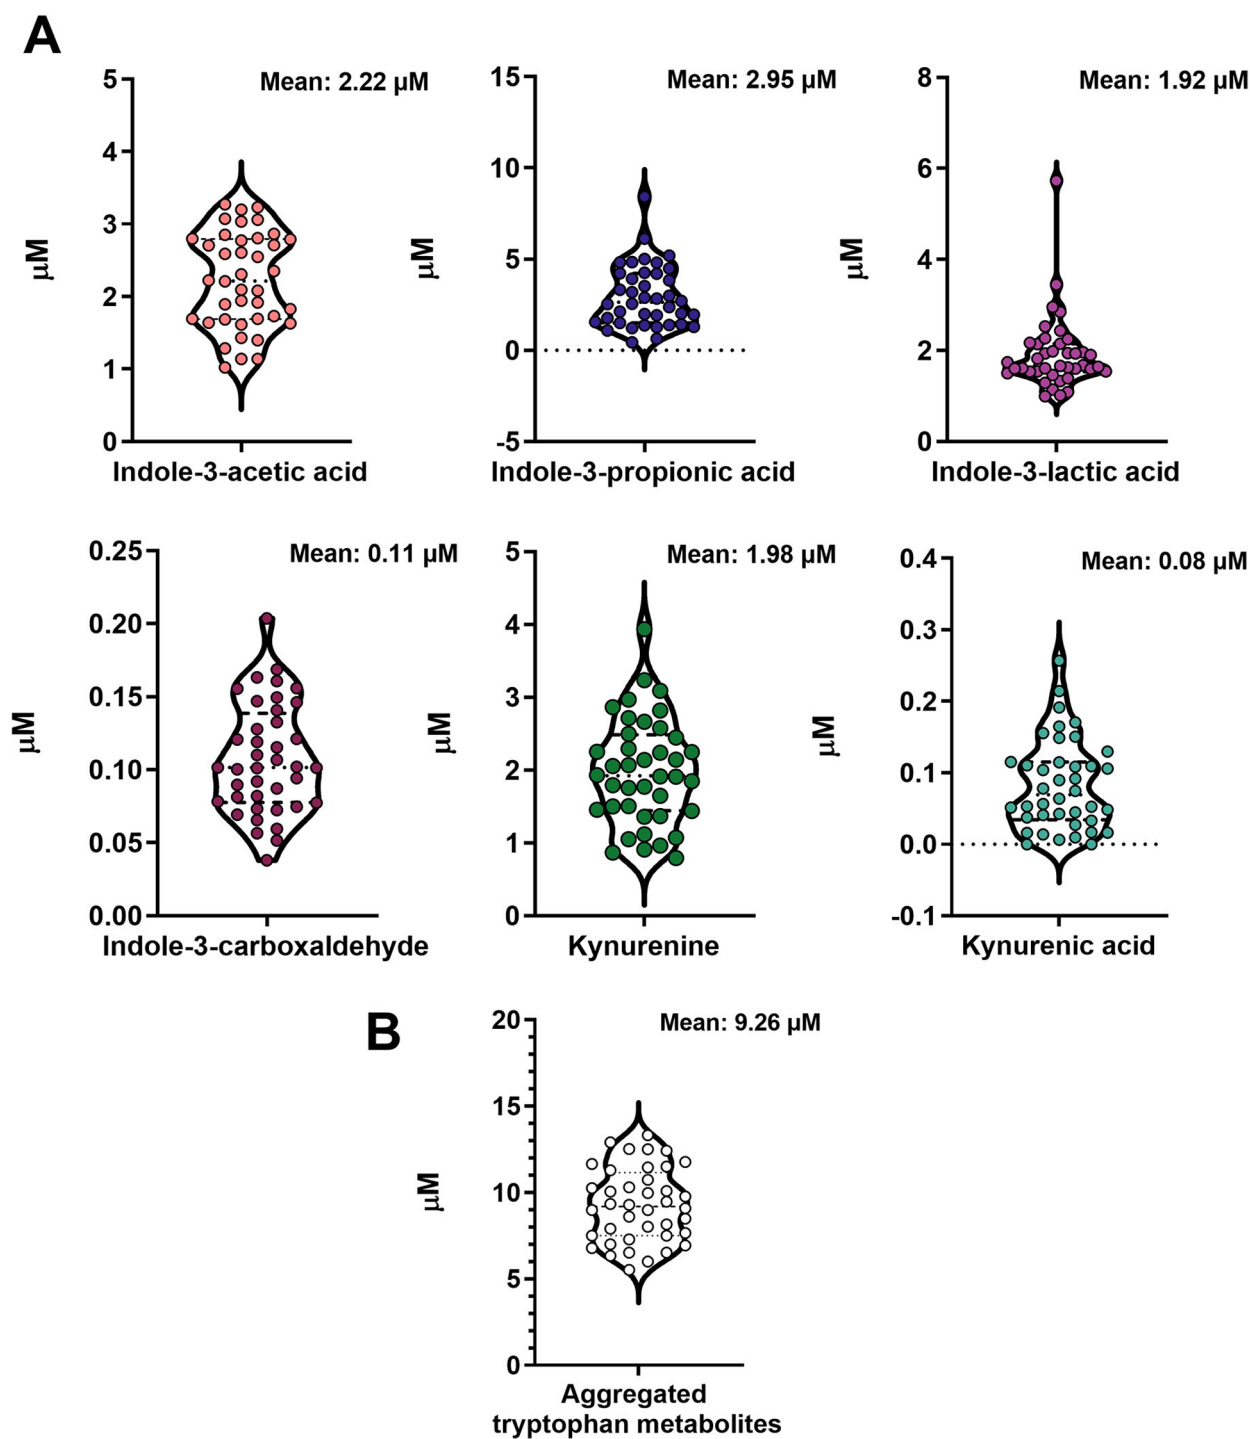 A
Mean: 2.22 µM
5
4
3
2
1
0
µM
Indole-3-acetic acid
Mean: 2.95 µM
15
10
5
0
-5
µM
Indole-3-propionic acid
Mean: 1.92 µM
8
6
4
2
0
µM
Indole-3-lactic acid
Mean: 0.11 µM
0.25
0.20
0.15
0.10
0.05
0.00
µM
Indole-3-carboxaldehyde
Mean: 1.98 µM
5
4
3
2
1
0
µM
Kynurenine
Mean: 0.08 µM
0.4
0.3
0.2
0.1
0.0
-0.1
µM
Kynurenic acid
B
Mean: 9.26 µM
20
15
10
5
0
µM
Aggregated
tryptophan metabolites